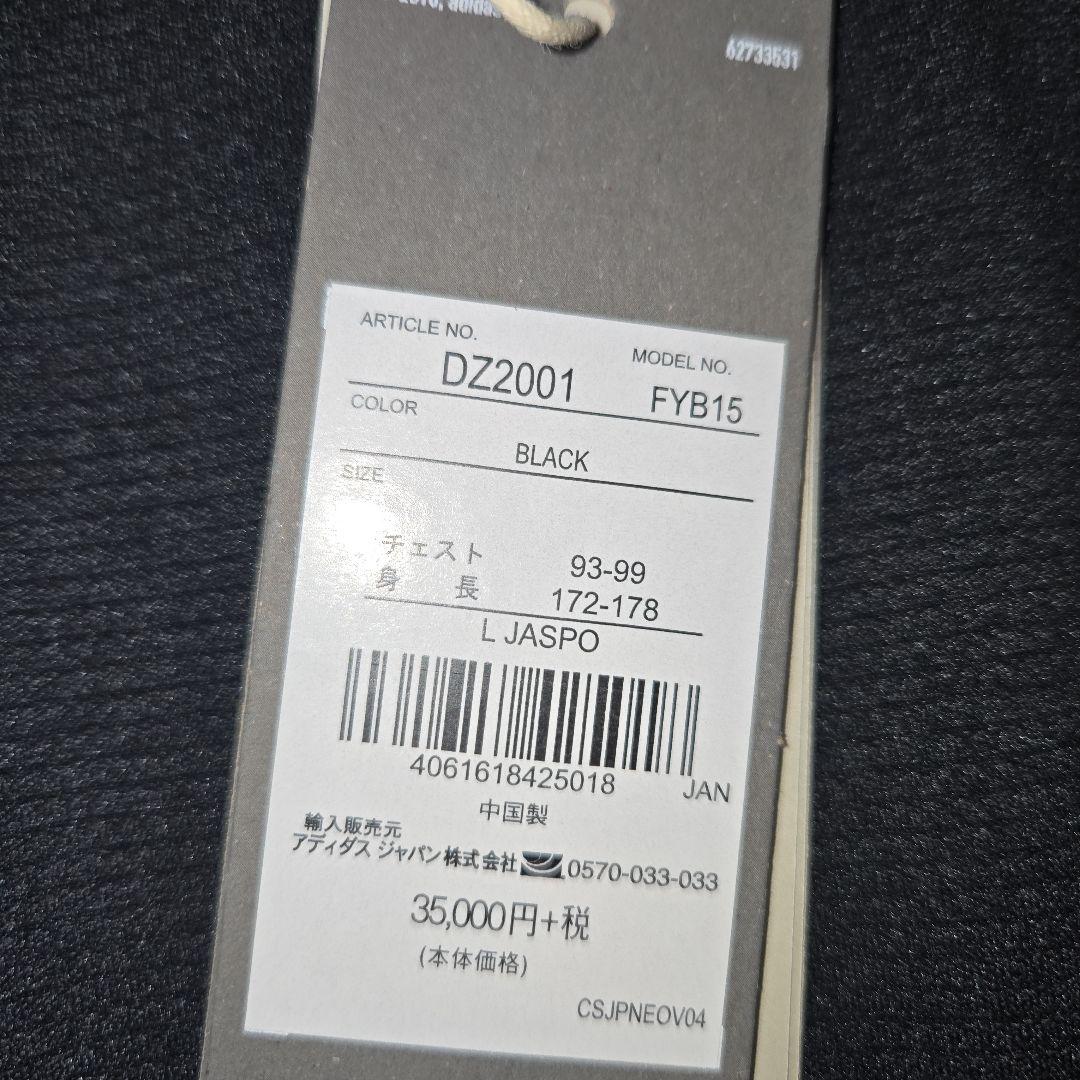 adidas
62733531
ARTICLE NO.
MODEL NO.
DZ2001
FYB15
COLOR
BLACK
SIZE
チェスト 93-99
身 長 172-178
L JASPO
4061618425018
JAN
中国製
輸入販売元
アディダス ジャパン株式会社 0570-033-033
35,000円+税
(本体価格)
CSJPNEOV04